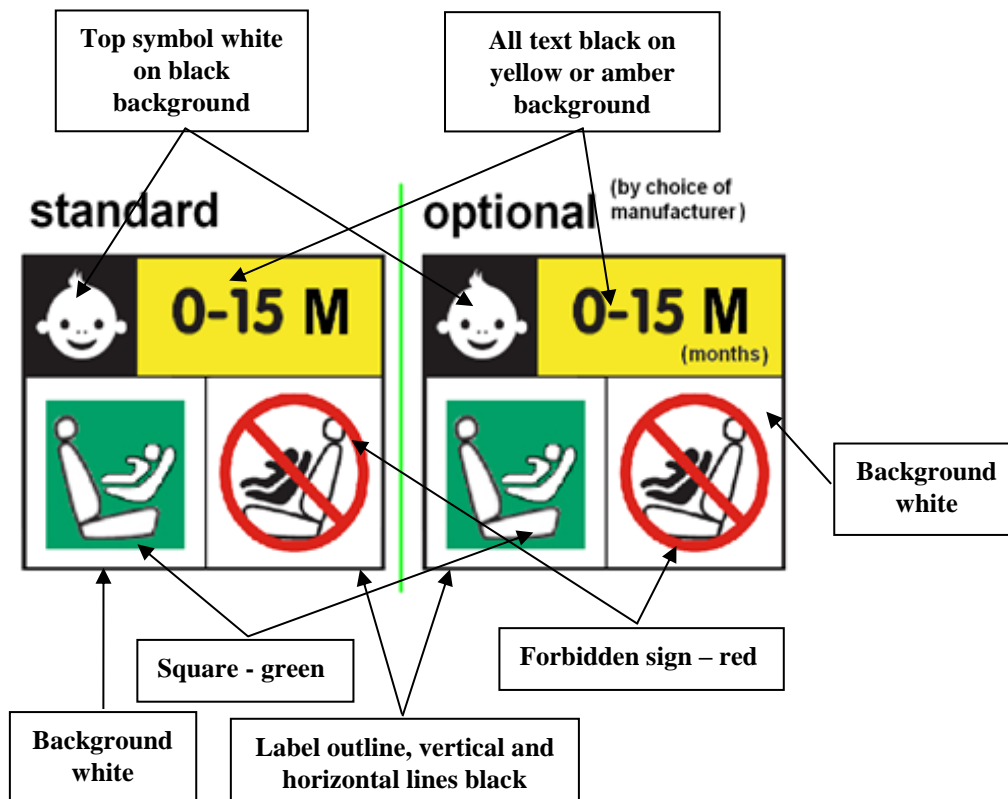 Top symbol white
on black
background
All text black on
yellow or amber
background
standard
optional
(by choice of
manufacturer)
0-15 M
0-15 M
(months)
Background
white
Square - green
Forbidden sign – red
Background
white
Label outline, vertical and
horizontal lines black